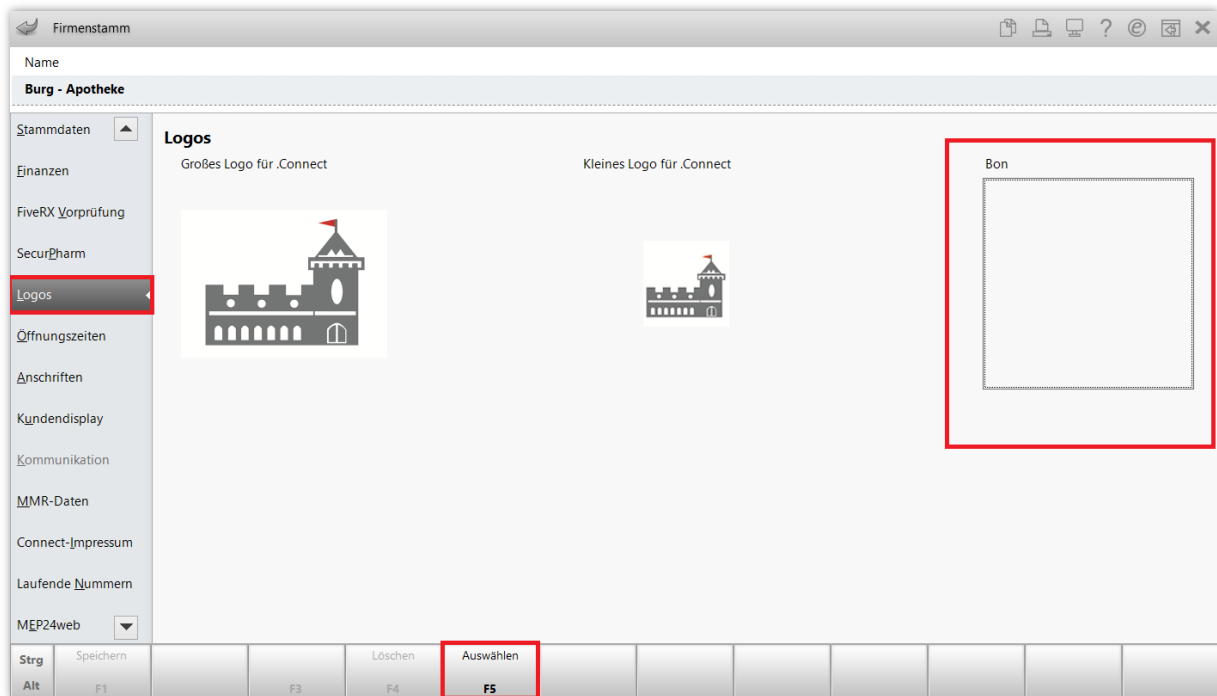 Firmenstamm
Name
Burg - Apotheke
Stammdaten
Finanzen
FiveRX Vorprüfung
SecurPharm
Logos
Öffnungszeiten
Anschriften
Kundendisplay
Kommunikation
MMR-Daten
Connect-Impressum
Laufende Nummern
MEP24web
Logos
Großes Logo für .Connect
Kleines Logo für .Connect
Bon
Strg
Alt
Speichern
F1
F3
Löschen
F4
Auswählen
F5